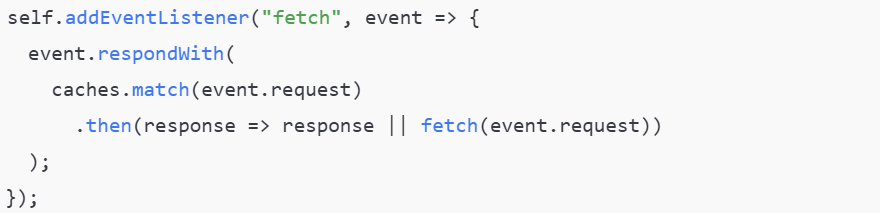 self.addEventListener("fetch", event => {
  event.respondWith(
    caches.match(event.request)
      .then(response => response || fetch(event.request))
  );
});